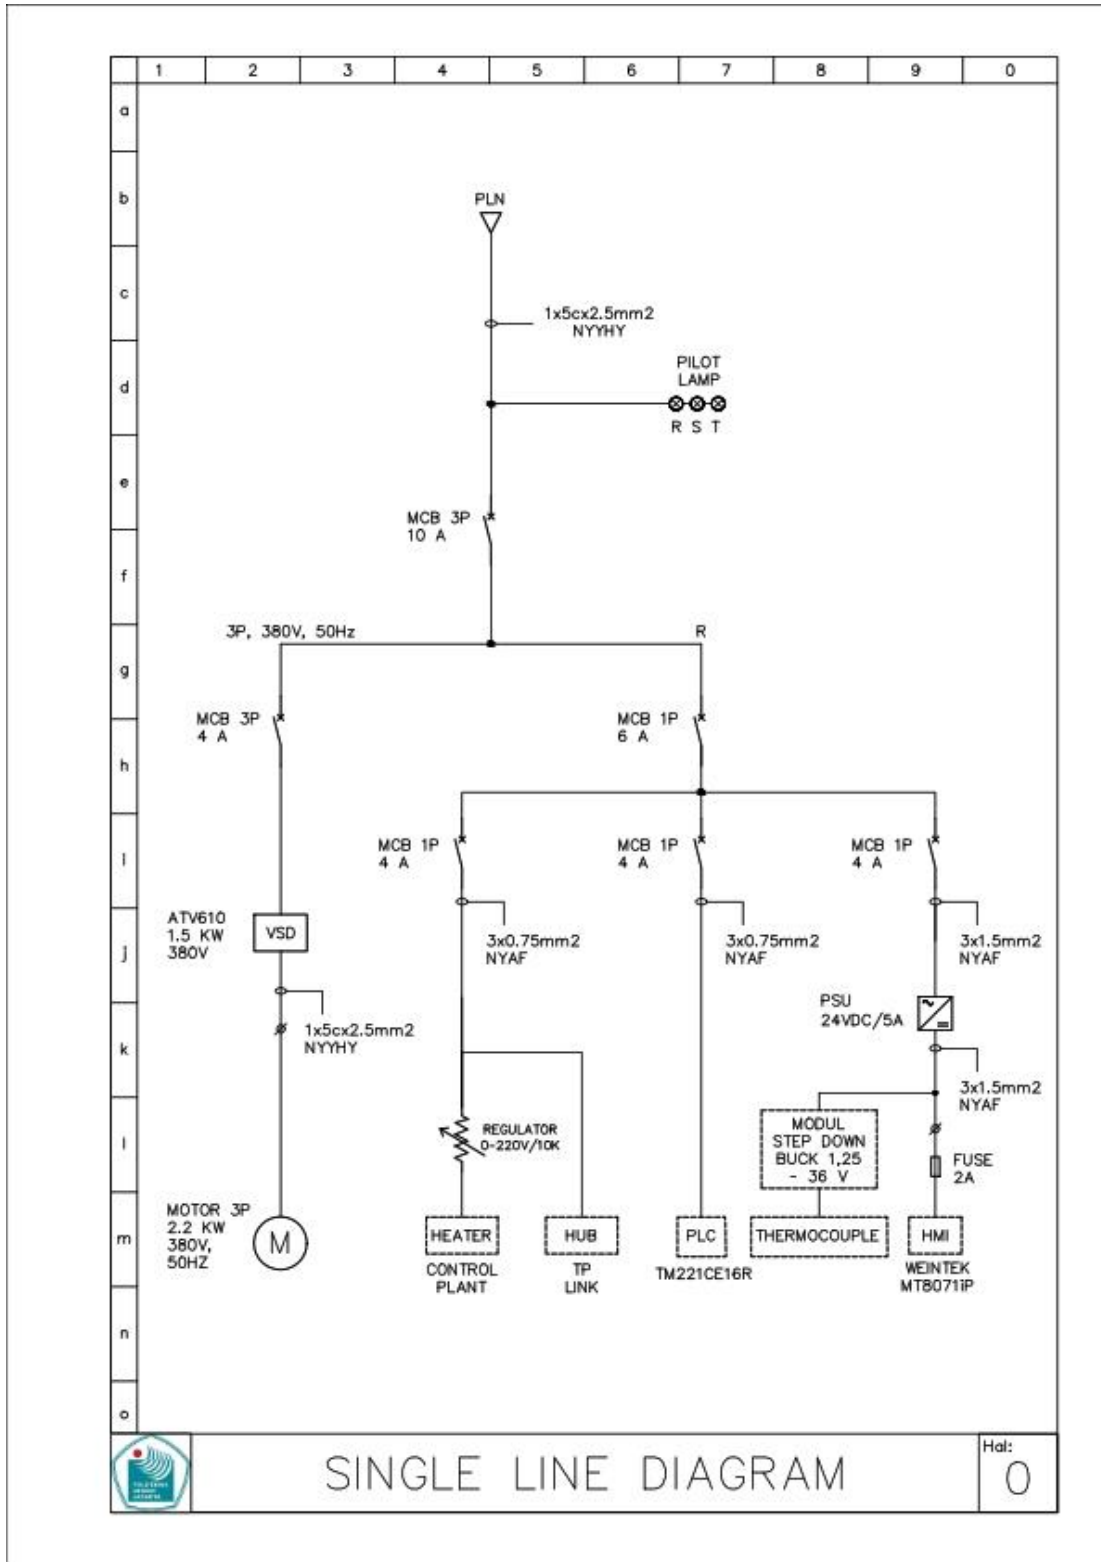 1 2 3 4 5 6 7 8 9 0
a
b
c
d
e
f
g
h
i
j
k
l
m
n
o
PLN
1x5cx2.5mm2
NYYHY
PILOT
LAMP
R S T
MCB 3P
10 A
3P, 380V, 50Hz
R
MCB 3P
4 A
MCB 1P
6 A
MCB 1P
4 A
MCB 1P
4 A
MCB 1P
4 A
ATV610
1.5 KW
380V
VSD
3x0.75mm2
NYAF
3x0.75mm2
NYAF
3x1.5mm2
NYAF
PSU
24VDC/5A
1x5cx2.5mm2
NYYHY
3x1.5mm2
NYAF
REGULATOR
0-220V/10K
MODUL
STEP DOWN
BUCK 1,25
- 36 V
FUSE
2A
MOTOR 3P
2.2 KW
380V,
50HZ
M
HEATER
CONTROL
PLANT
HUB
TP
LINK
PLC
TM221CE16R
THERMOCOUPLE
HMI
WEINTEK
MT8071iP
SINGLE LINE DIAGRAM
Hal:
0